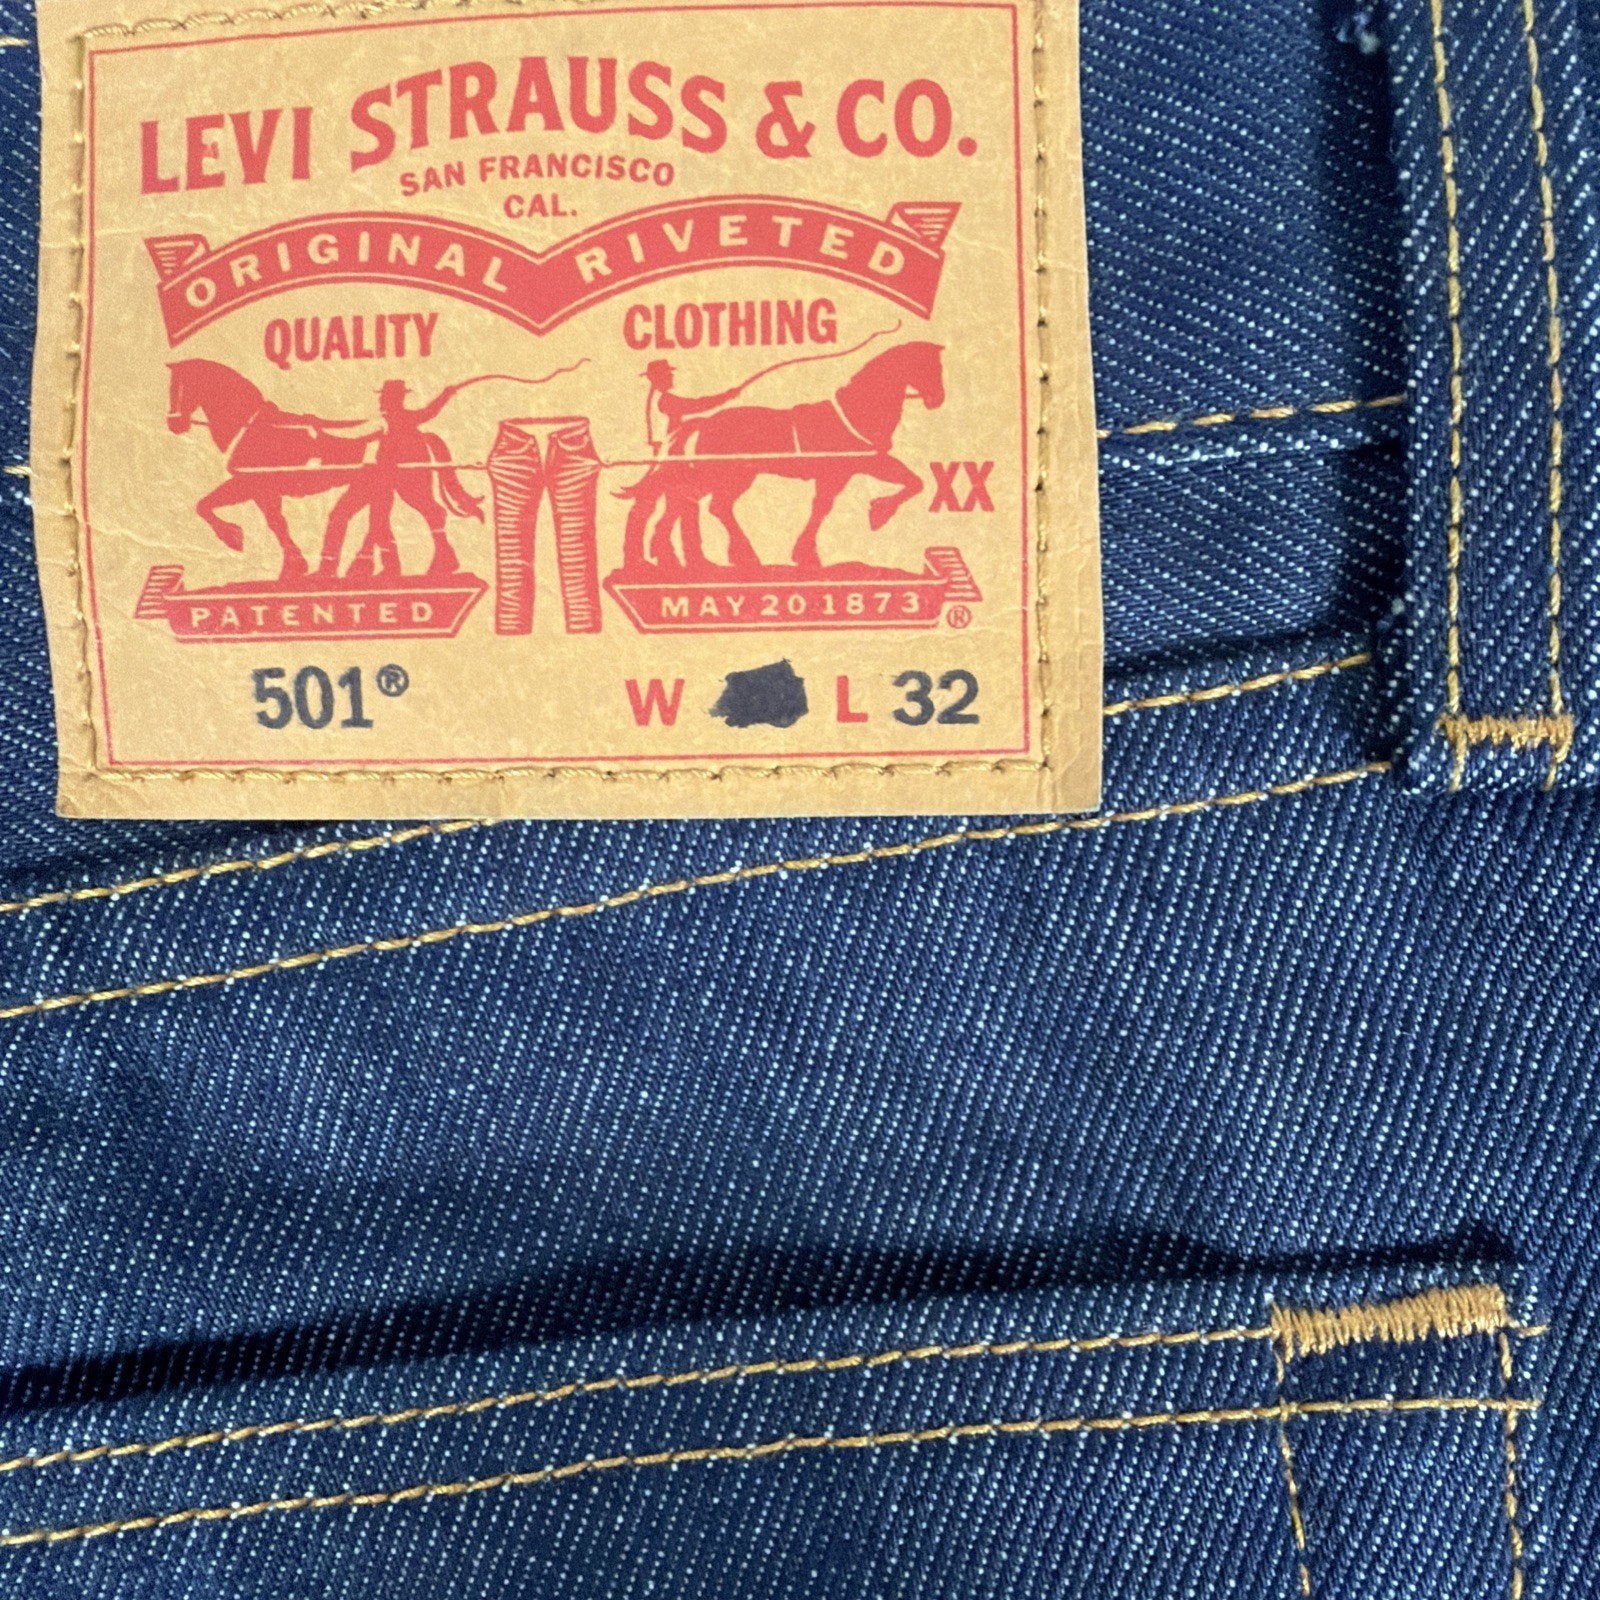 LEVI STRAUSS & CO.
SAN FRANCISCO
CAL.
ORIGINAL RIVETED
QUALITY CLOTHING
XX
PATENTED MAY 20 1873 ®
501® W L 32